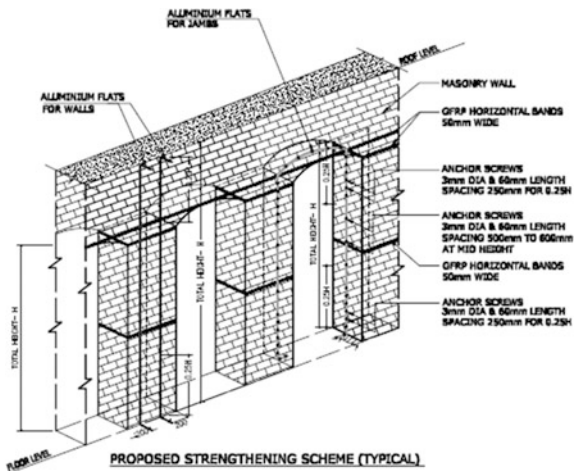 ALUMINIUM FLATS
FOR JAMBS
ROOF LEVEL
ALUMINIUM FLATS
FOR WALLS
MASONRY WALL
GFRP HORIZONTAL BANDS
50mm WIDE
ANCHOR SCREWS
3mm DIA & 60mm LENGTH
SPACING 250mm FOR 0.25H
ANCHOR SCREWS
3mm DIA & 60mm LENGTH
SPACING 500mm TO 600mm
AT MID HEIGHT
GFRP HORIZONTAL BANDS
50mm WIDE
ANCHOR SCREWS
3mm DIA & 60mm LENGTH
SPACING 250mm FOR 0.25H
0.25H
TOTAL HEIGHT- H
TOTAL HEIGHT- H
TOTAL HEIGHT- H
0.25H
0.25H
FLOOR LEVEL
PROPOSED STRENGTHENING SCHEME (TYPICAL)